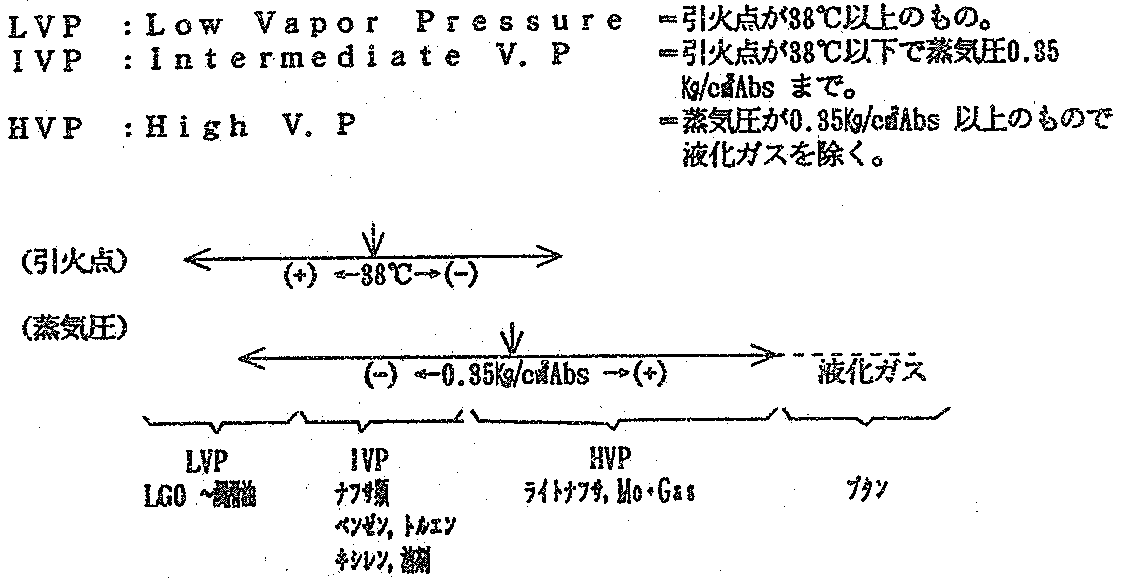 LVP :Low Vapor Pressure =引火点が38℃以上のもの。
IVP :Intermediate V.P =引火点が38℃以下で蒸気圧0.35
Kg/c㎡Abs まで。
HVP :High V.P =蒸気圧が0.35Kg/c㎡Abs 以上のもので
液化ガスを除く。
(引火点)
(+) ←38℃→(-)
(蒸気圧)
(-) ←0.35Kg/c㎡Abs →(+)
液化ガス
LVP IVP HVP
LGO ~ ナフサ類 ライトナフサ,Mo・Gas ブタン
ベンゼン,トルエン
キシレン,